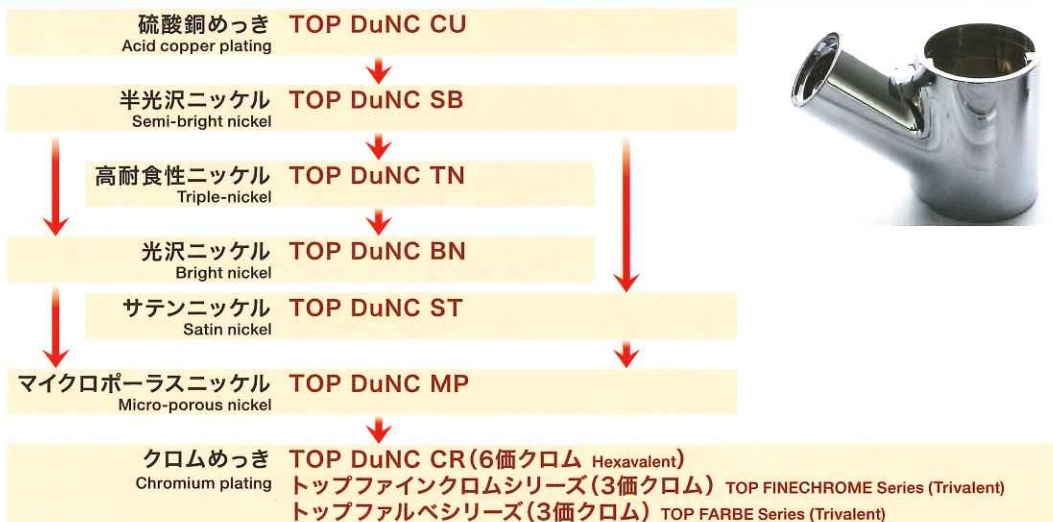 硫酸銅めっき TOP DuNC CU
Acid copper plating
半光沢ニッケル TOP DuNC SB
Semi-bright nickel
高耐食性ニッケル TOP DuNC TN
Triple-nickel
光沢ニッケル TOP DuNC BN
Bright nickel
サテンニッケル TOP DuNC ST
Satin nickel
マイクロポーラスニッケル TOP DuNC MP
Micro-porous nickel
クロムめっき TOP DuNC CR(6価クロム Hexavalent)
Chromium plating
トップファインクロムシリーズ(3価クロム) TOP FINECHROME Series (Trivalent)
トップファルベシリーズ(3価クロム) TOP FARBE Series (Trivalent)